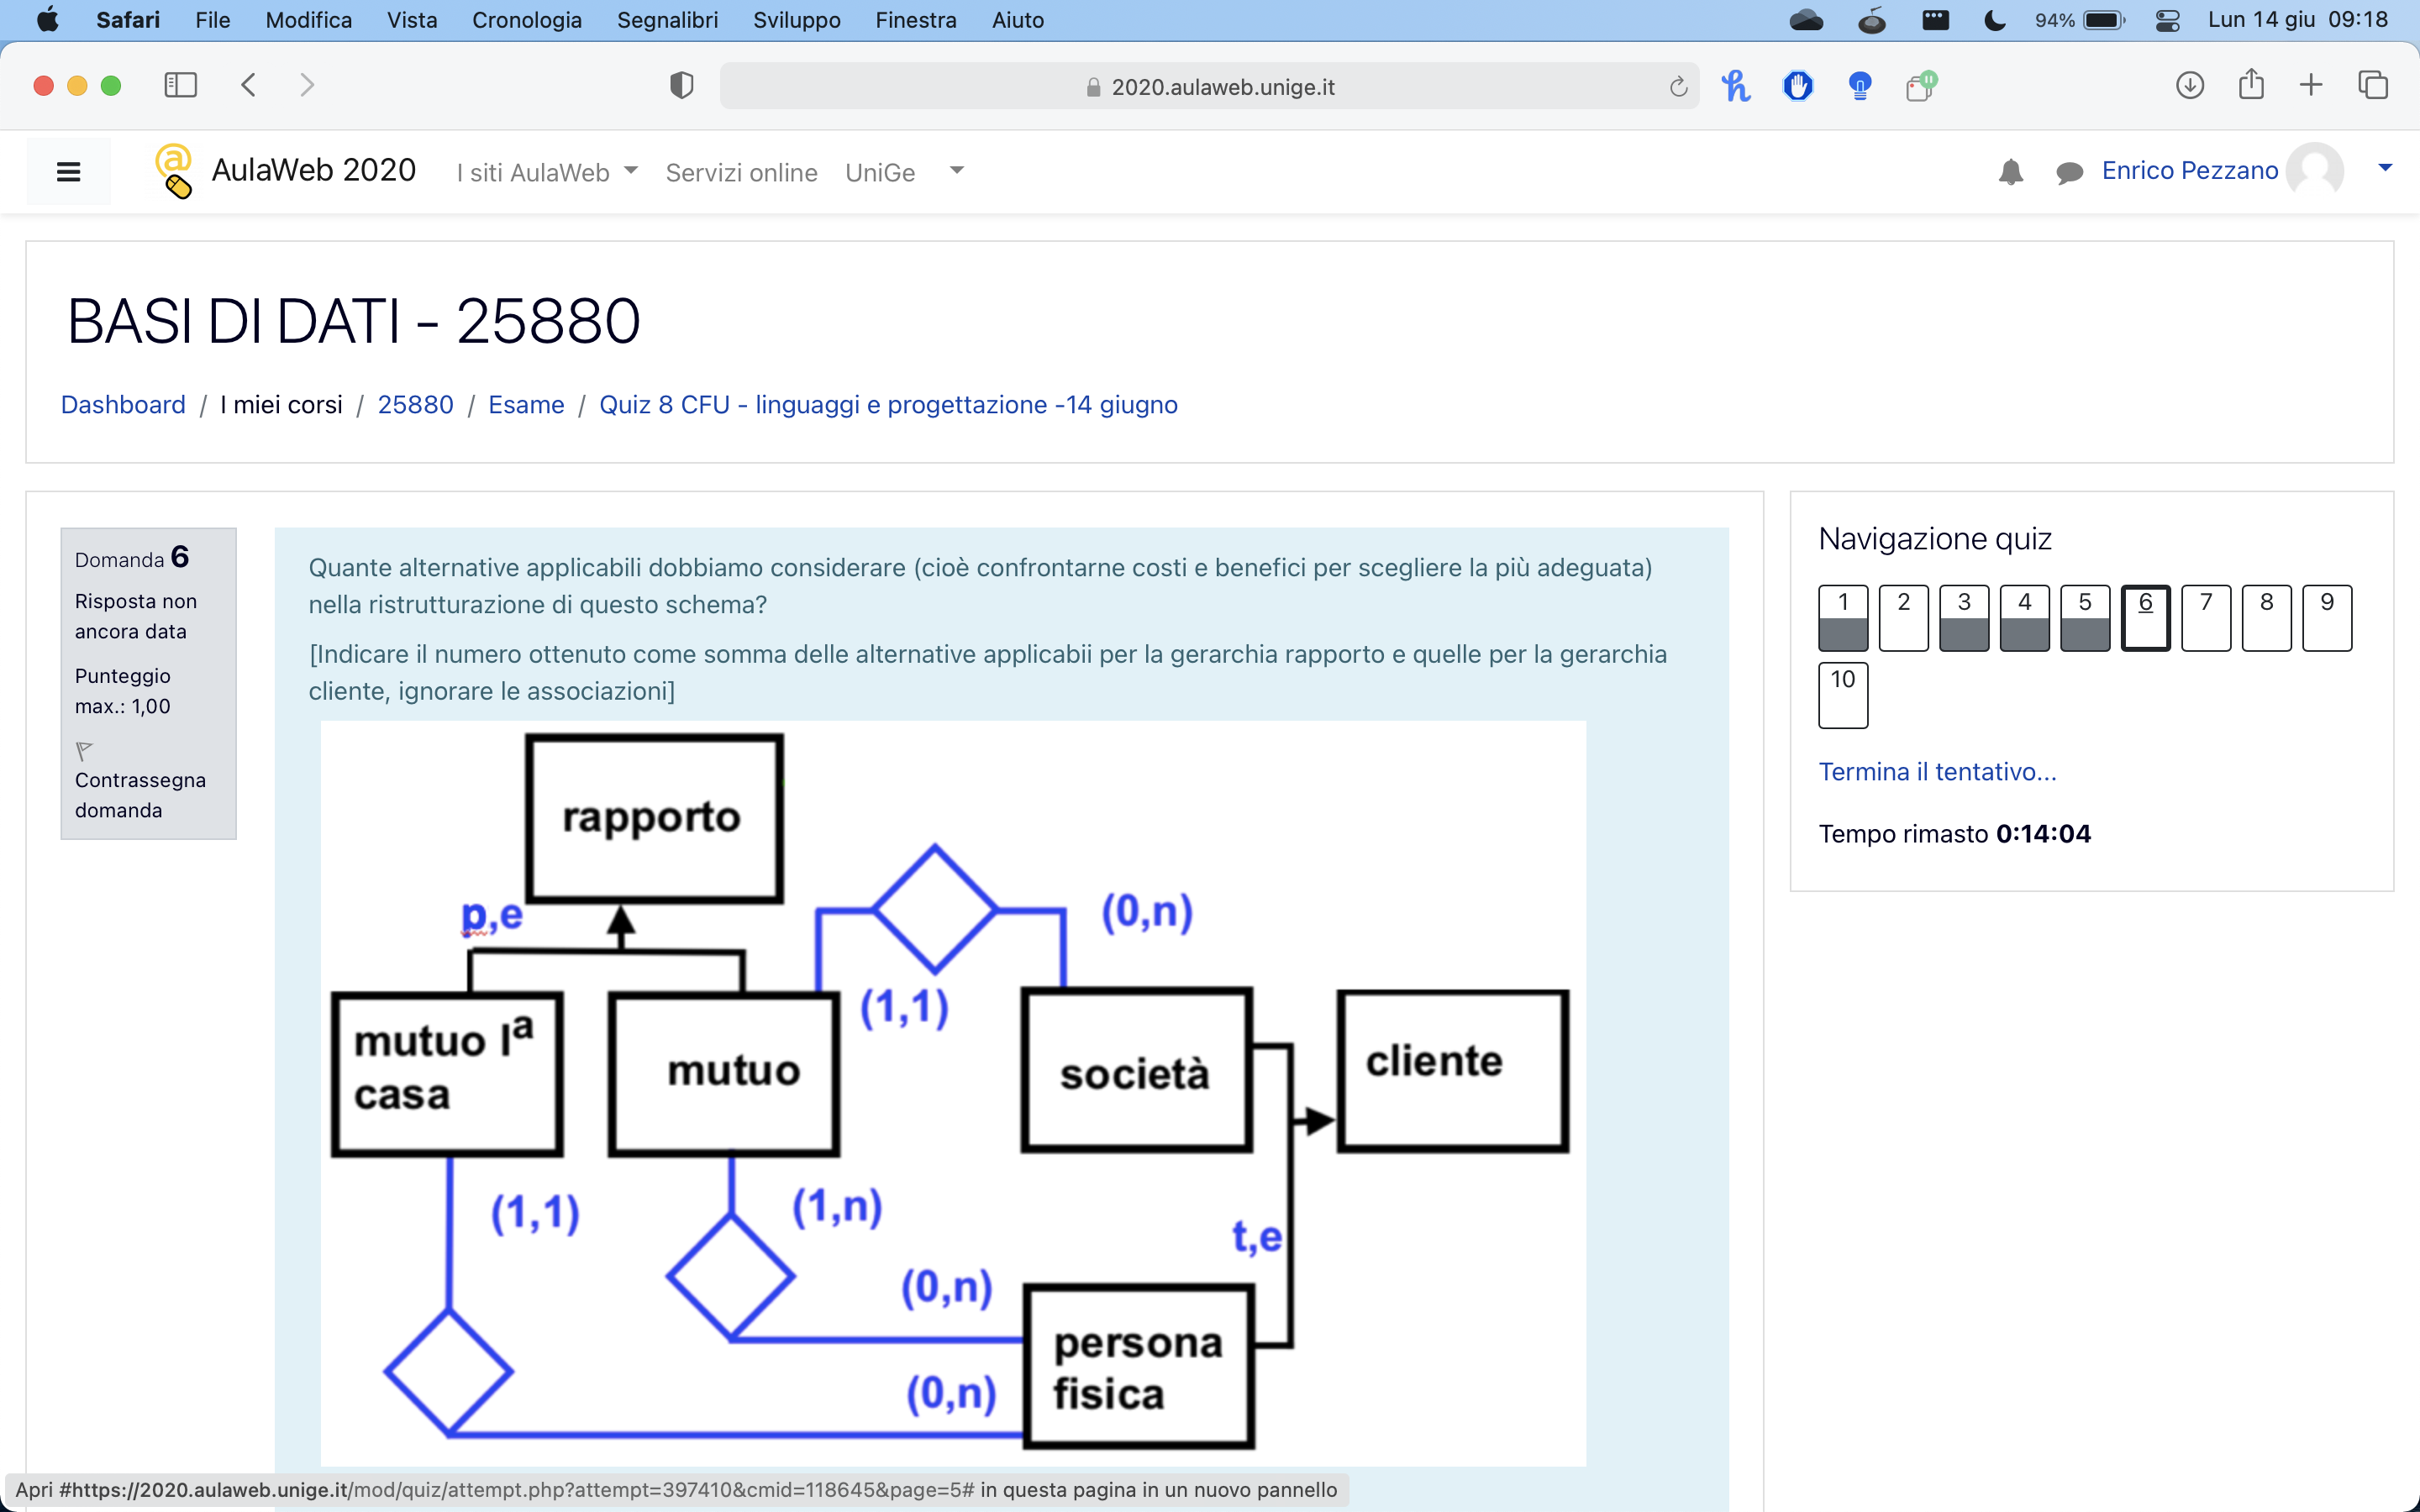 Safari File Modifica Vista Cronologia Segnalibri Sviluppo Finestra Aiuto 94% Lun 14 giu 09:18
2020.aulaweb.unige.it
AulaWeb 2020 I siti AulaWeb Servizi online UniGe Enrico Pezzano
BASI DI DATI - 25880
Dashboard / I miei corsi / 25880 / Esame / Quiz 8 CFU - linguaggi e progettazione -14 giugno
Domanda 6
Risposta non
ancora data
Punteggio
max.: 1,00
Contrassegna
domanda
Quante alternative applicabili dobbiamo considerare (cioè confrontarne costi e benefici per scegliere la più adeguata)
nella ristrutturazione di questo schema?
[Indicare il numero ottenuto come somma delle alternative applicabii per la gerarchia rapporto e quelle per la gerarchia
cliente, ignorare le associazioni]
rapporto
p,e
(0,n)
(1,1)
mutuo Iª
casa
mutuo
società
cliente
(1,1)
(1,n)
t,e
(0,n)
persona
fisica
(0,n)
Navigazione quiz
1 2 3 4 5 6 7 8 9
10
Termina il tentativo...
Tempo rimasto 0:14:04
Apri #https://2020.aulaweb.unige.it/mod/quiz/attempt.php?attempt=397410&cmid=118645&page=5# in questa pagina in un nuovo pannello